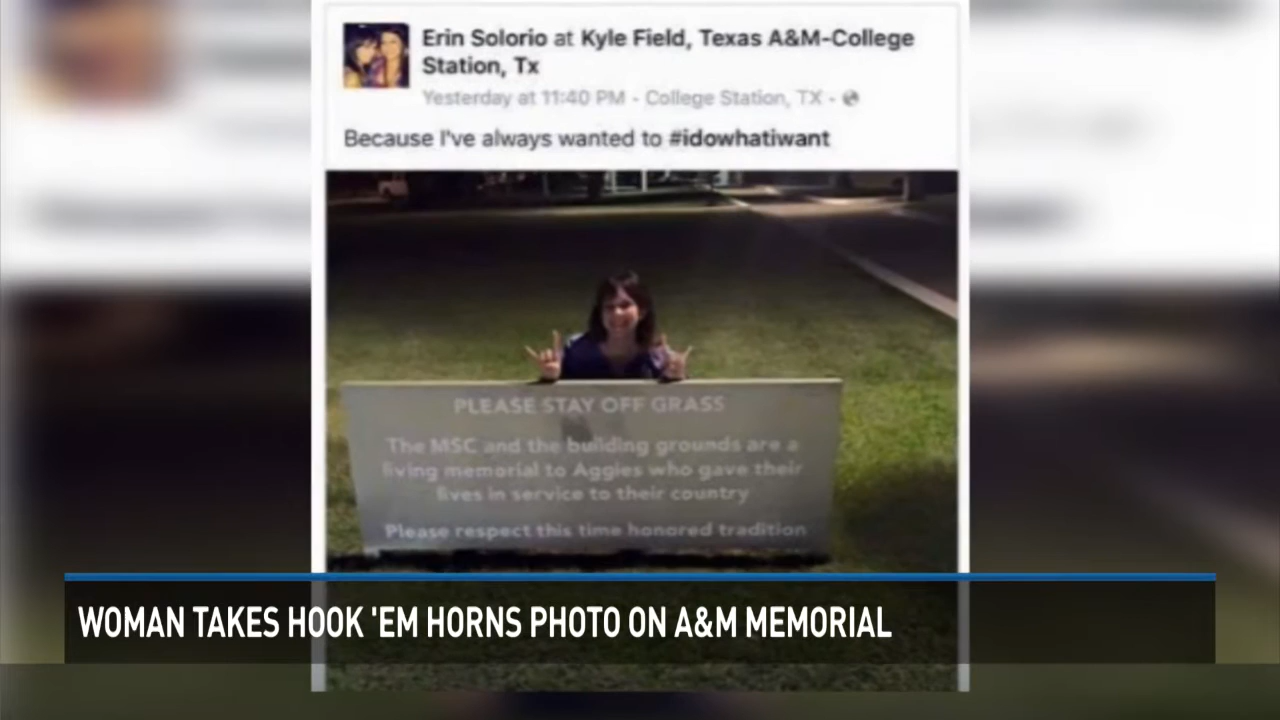 Erin Solorio at Kyle Field, Texas A&M-College
Station, Tx
Yesterday at 11:40 PM - College Station, TX -
Because I've always wanted to #idowhatiwant
PLEASE STAY OFF GRASS
The MSC and the building grounds are a
living memorial to Aggies who gave their
lives in service to their country
Please respect this time honored tradition
WOMAN TAKES HOOK 'EM HORNS PHOTO ON A&M MEMORIAL